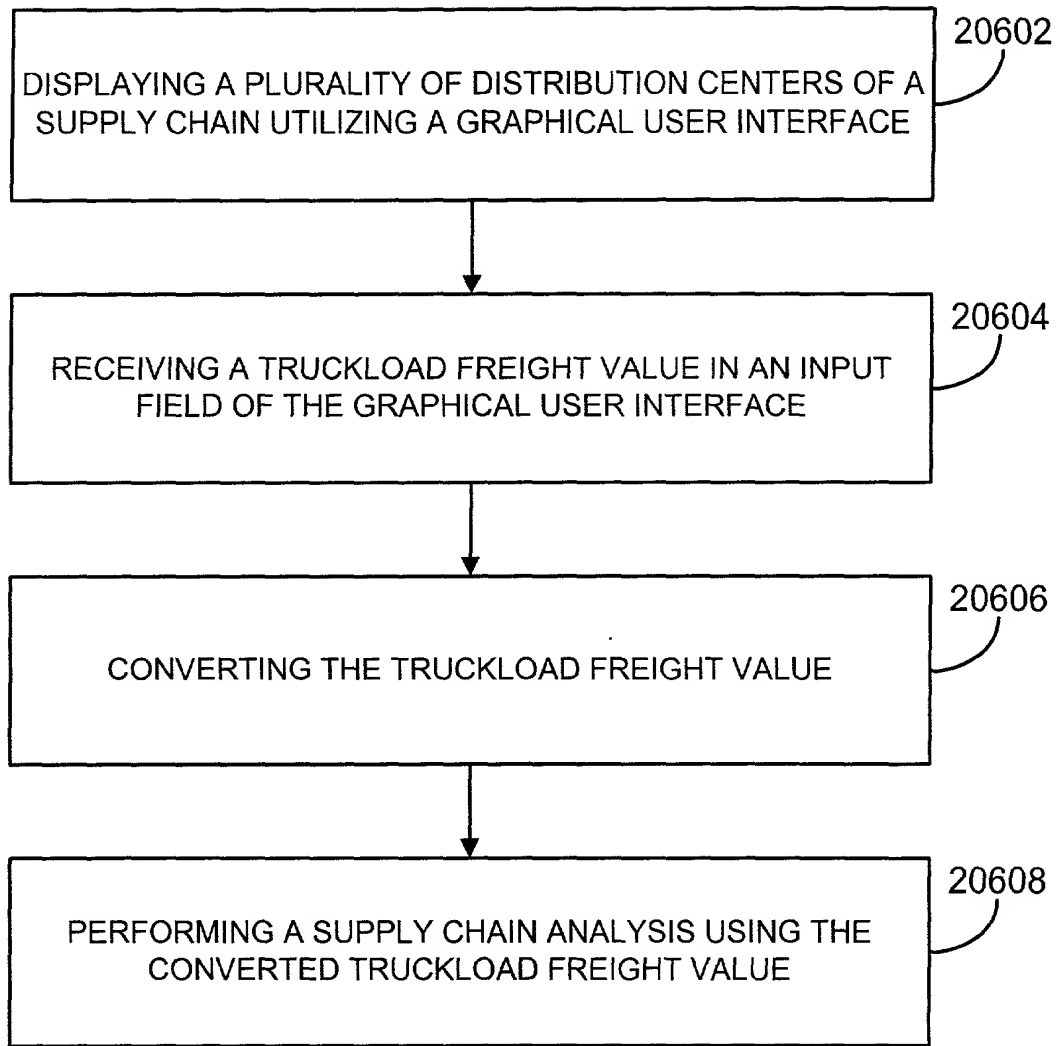 20602
DISPLAYING A PLURALITY OF DISTRIBUTION CENTERS OF A
SUPPLY CHAIN UTILIZING A GRAPHICAL USER INTERFACE
20604
RECEIVING A TRUCKLOAD FREIGHT VALUE IN AN INPUT
FIELD OF THE GRAPHICAL USER INTERFACE
20606
CONVERTING THE TRUCKLOAD FREIGHT VALUE
20608
PERFORMING A SUPPLY CHAIN ANALYSIS USING THE
CONVERTED TRUCKLOAD FREIGHT VALUE